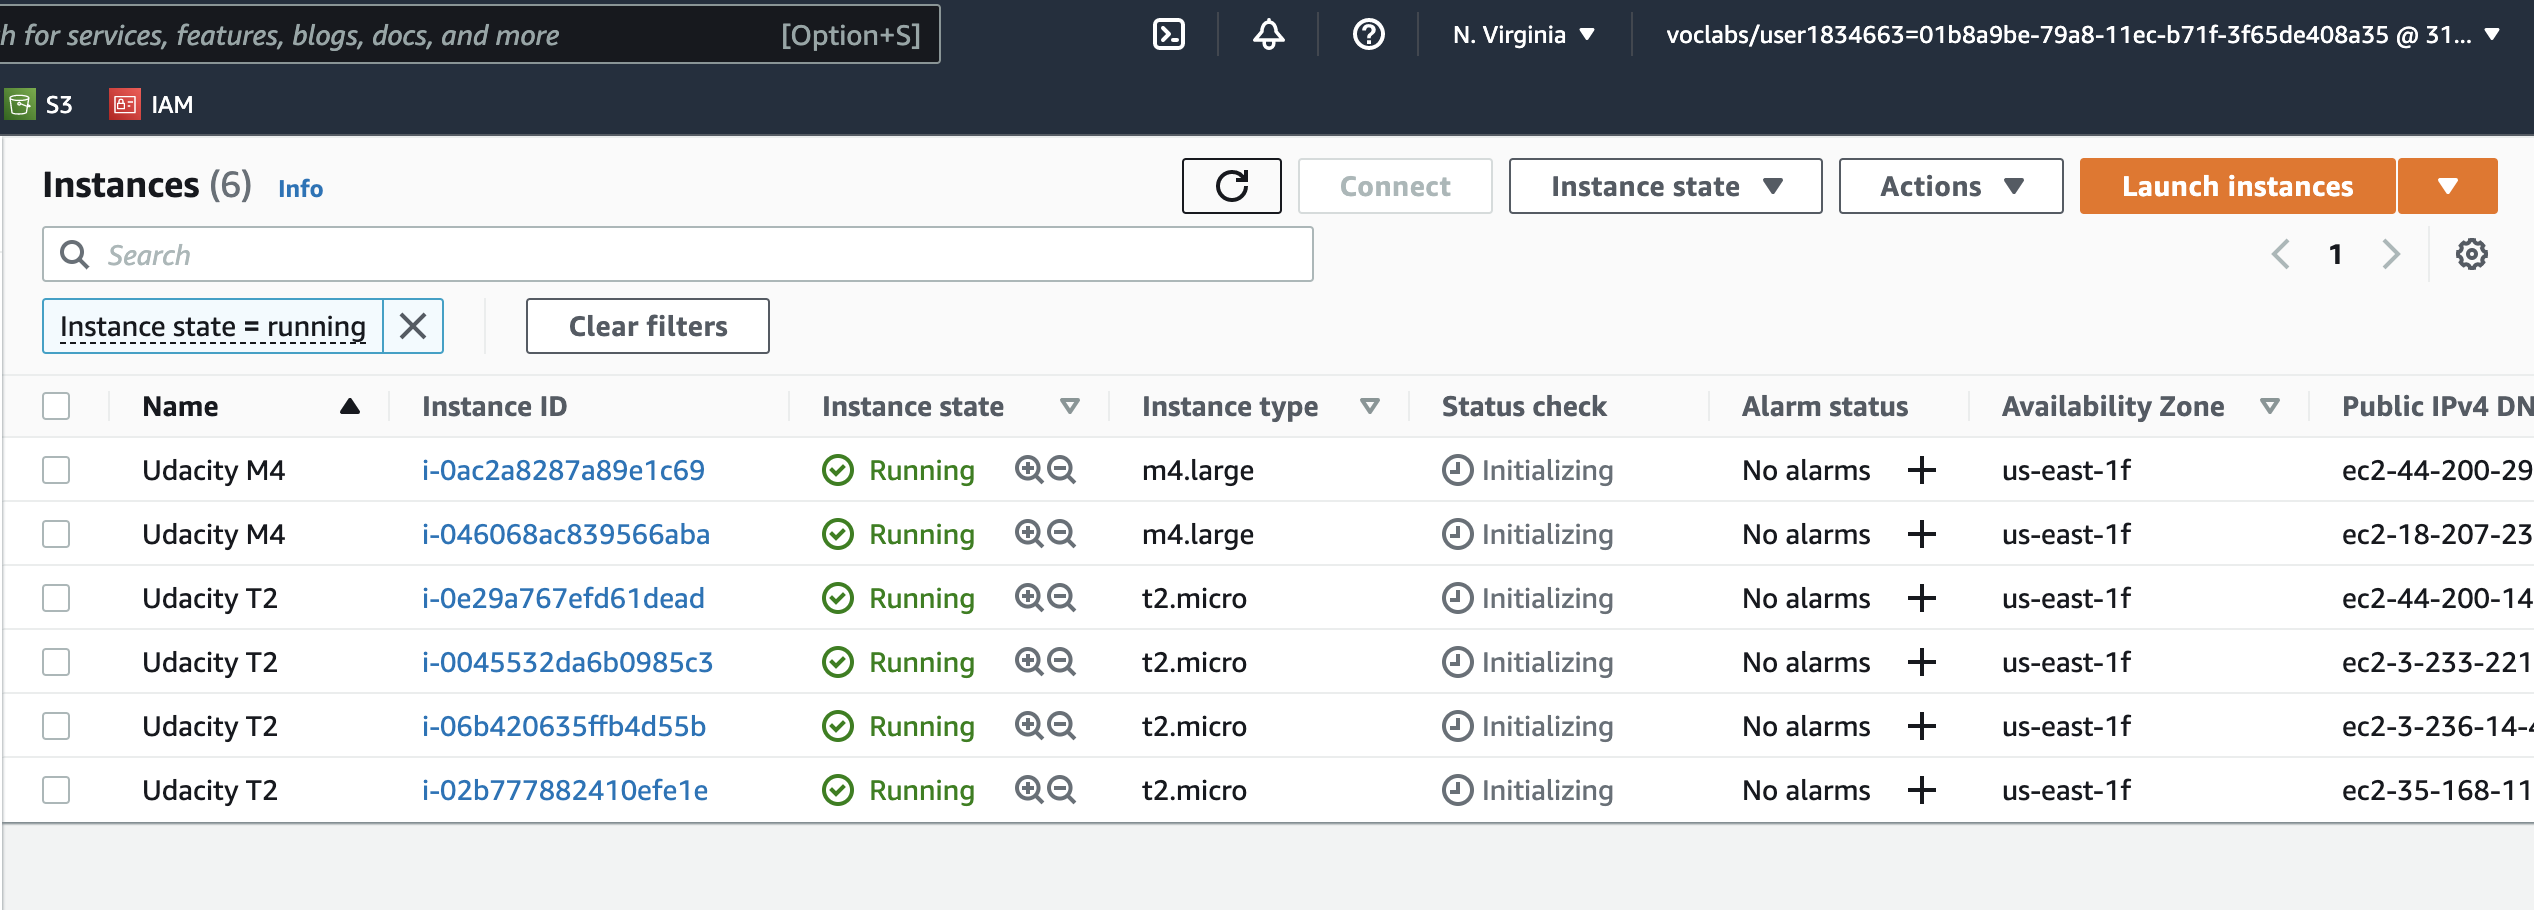 h for services, features, blogs, docs, and more [Option+S] N. Virginia voclabs/user1834663=01b8a9be-79a8-11ec-b71f-3f65de408a35 @ 31...
S3 IAM
Instances (6) Info Connect Instance state Actions Launch instances
Search 1
Instance state = running Clear filters
Name Instance ID Instance state Instance type Status check Alarm status Availability Zone Public IPv4 DN
Udacity M4 i-0ac2a8287a89e1c69 Running m4.large Initializing No alarms + us-east-1f ec2-44-200-29
Udacity M4 i-046068ac839566aba Running m4.large Initializing No alarms + us-east-1f ec2-18-207-23
Udacity T2 i-0e29a767efd61dead Running t2.micro Initializing No alarms + us-east-1f ec2-44-200-14
Udacity T2 i-0045532da6b0985c3 Running t2.micro Initializing No alarms + us-east-1f ec2-3-233-221
Udacity T2 i-06b420635ffb4d55b Running t2.micro Initializing No alarms + us-east-1f ec2-3-236-14-4
Udacity T2 i-02b777882410efe1e Running t2.micro Initializing No alarms + us-east-1f ec2-35-168-11